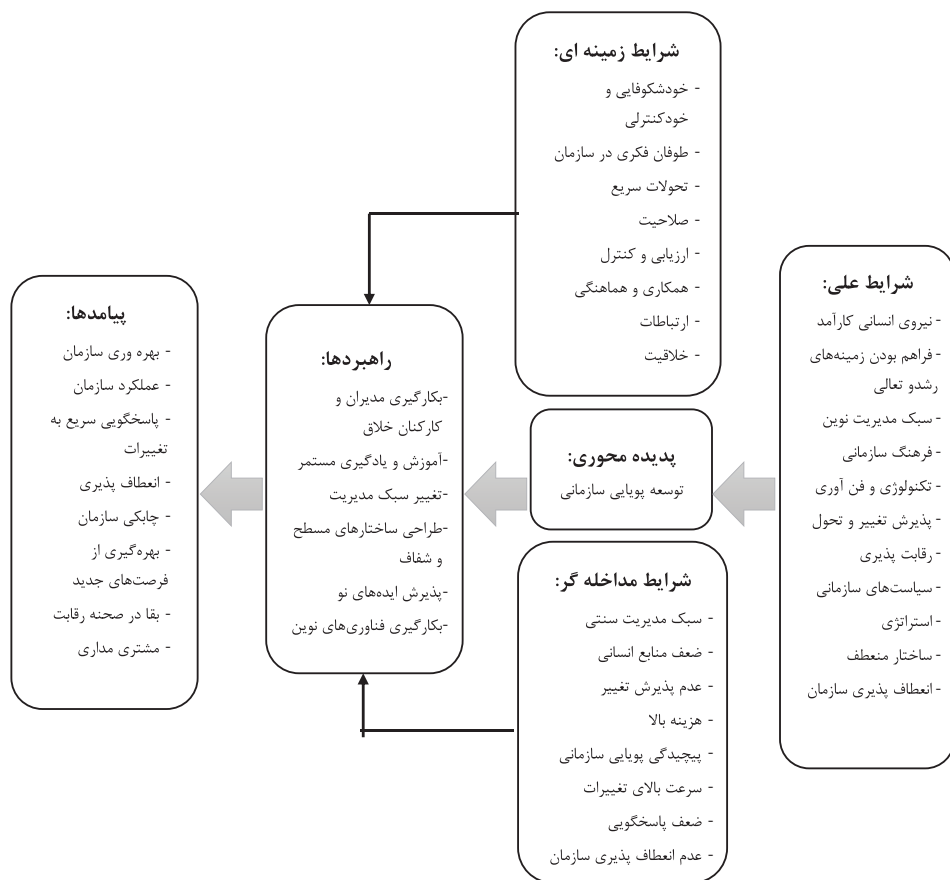 شرایط زمینه ای:
- خودشکوفایی و
خودکنترلی
- طوفان فکری در سازمان
- تحولات سریع
- صلاحیت
- ارزیابی و کنترل
- همکاری و هماهنگی
- ارتباطات
- خلاقیت
شرایط علی:
- نیروی انسانی کارآمد
- فراهم بودن زمینه‌های
رشدو تعالی
- سبک مدیریت نوین
- فرهنگ سازمانی
- تکنولوژی و فن آوری
- پذیرش تغییر و تحول
- رقابت پذیری
- سیاست‌های سازمانی
- استراتژی
- ساختار منعطف
- انعطاف پذیری سازمان
پدیده محوری:
توسعه پویایی سازمانی
شرایط مداخله گر:
- سبک مدیریت سنتی
- ضعف منابع انسانی
- عدم پذیرش تغییر
- هزینه بالا
- پیچیدگی پویایی سازمانی
- سرعت بالای تغییرات
- ضعف پاسخگویی
- عدم انعطاف پذیری سازمان
راهبردها:
-بکارگیری مدیران و
کارکنان خلاق
-آموزش و یادگیری مستمر
-تغییر سبک مدیریت
-طراحی ساختارهای مسطح
و شفاف
-پذیرش ایده‌های نو
-بکارگیری فناوری‌های نوین
پیامدها:
- بهره وری سازمان
- عملکرد سازمان
- پاسخگویی سریع به
تغییرات
- انعطاف پذیری
- چابکی سازمان
- بهره‌گیری از
فرصت‌های جدید
- بقا در صحنه رقابت
- مشتری مداری